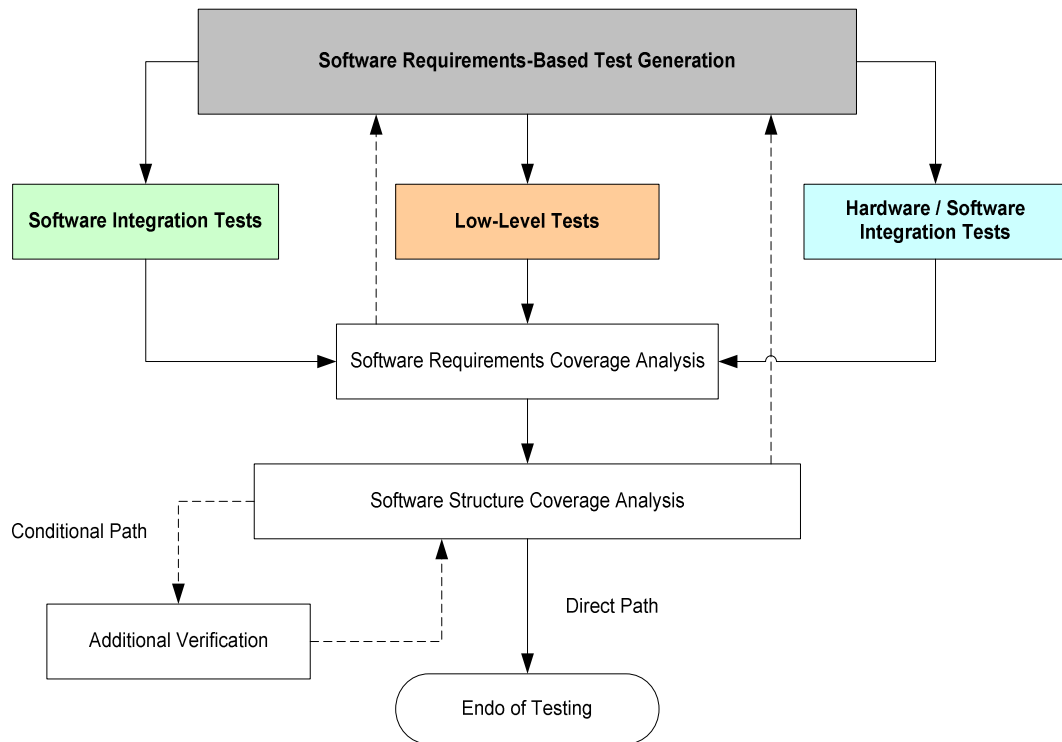 Software Requirements-Based Test Generation
Software Integration Tests
Low-Level Tests
Hardware / Software
Integration Tests
Software Requirements Coverage Analysis
Software Structure Coverage Analysis
Conditional Path
Direct Path
Additional Verification
Endo of Testing